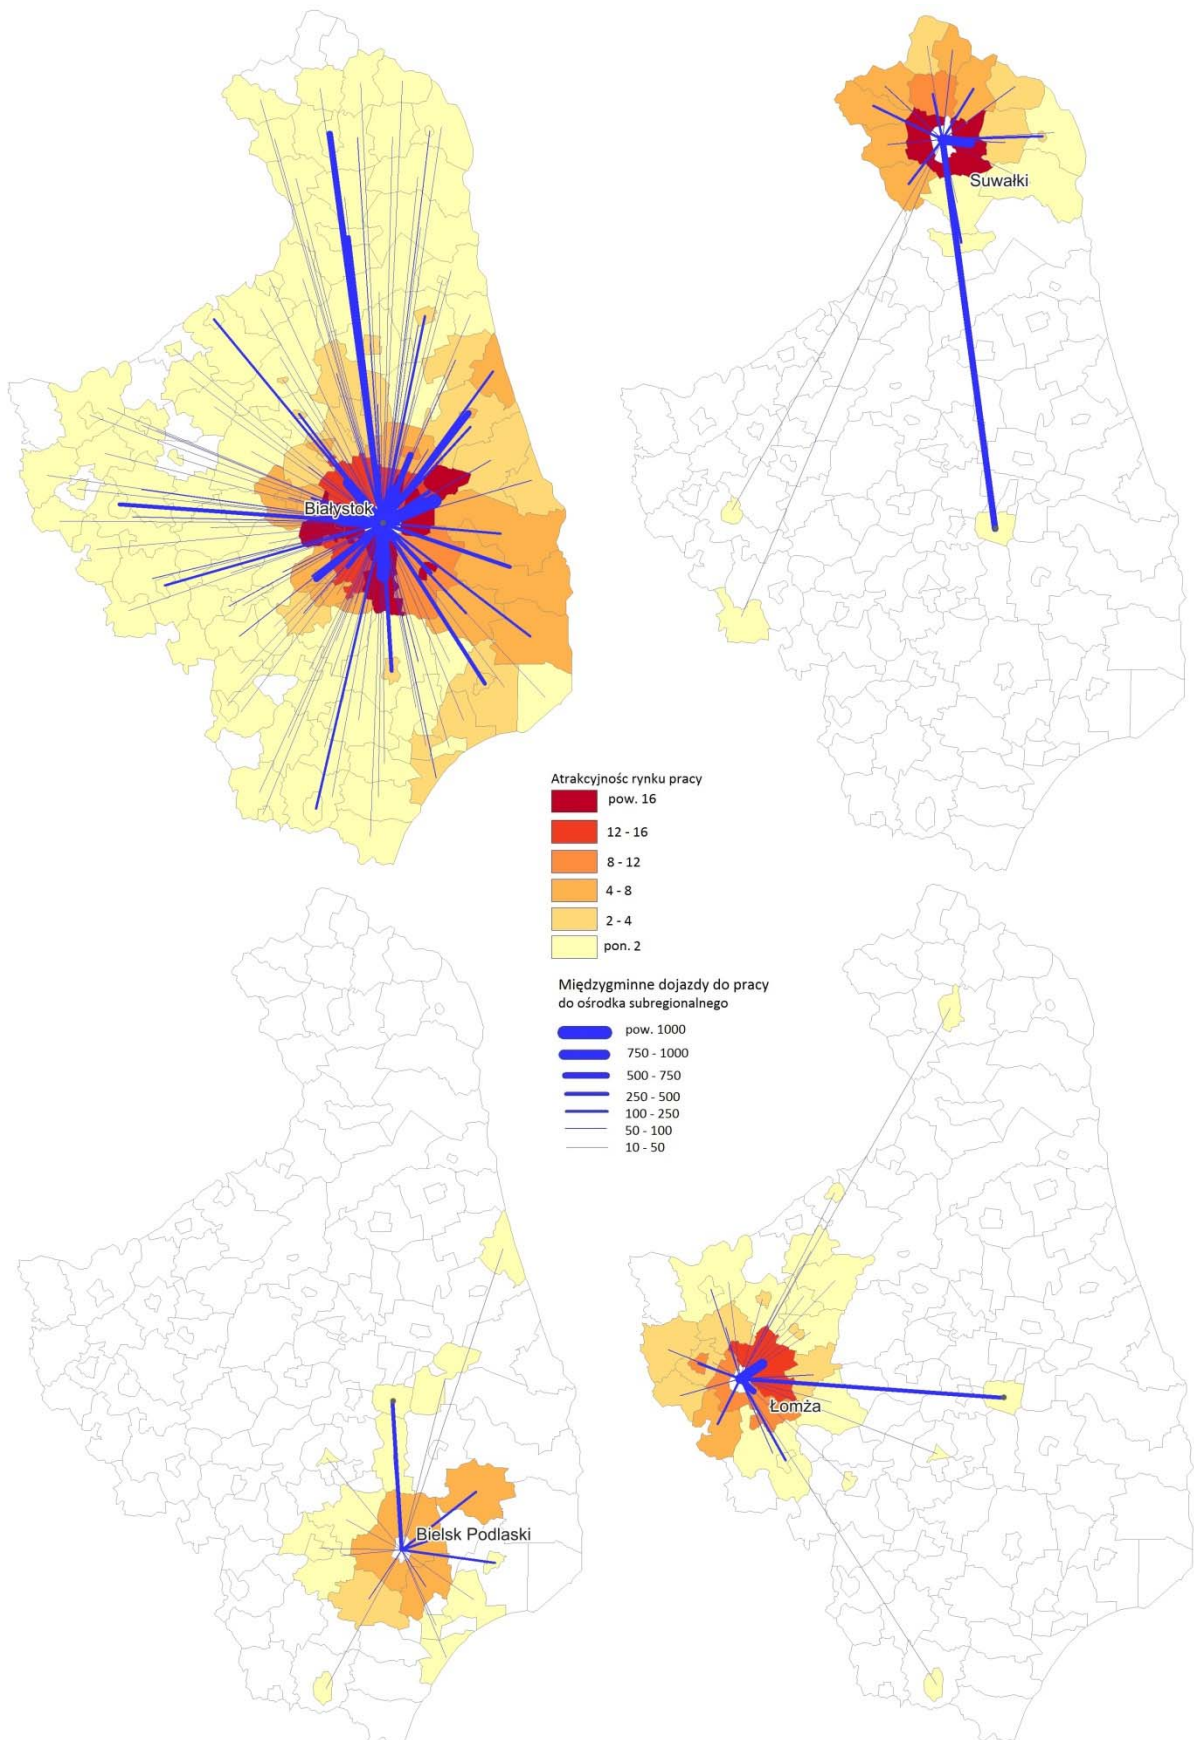 Suwałki
Białystok
Atrakcyjnośc rynku pracy
pow. 16
12 - 16
8 - 12
4 - 8
2 - 4
pon. 2
Międzygminne dojazdy do pracy
do ośrodka subregionalnego
pow. 1000
750 - 1000
500 - 750
250 - 500
100 - 250
50 - 100
10 - 50
Łomża
Bielsk Podlaski